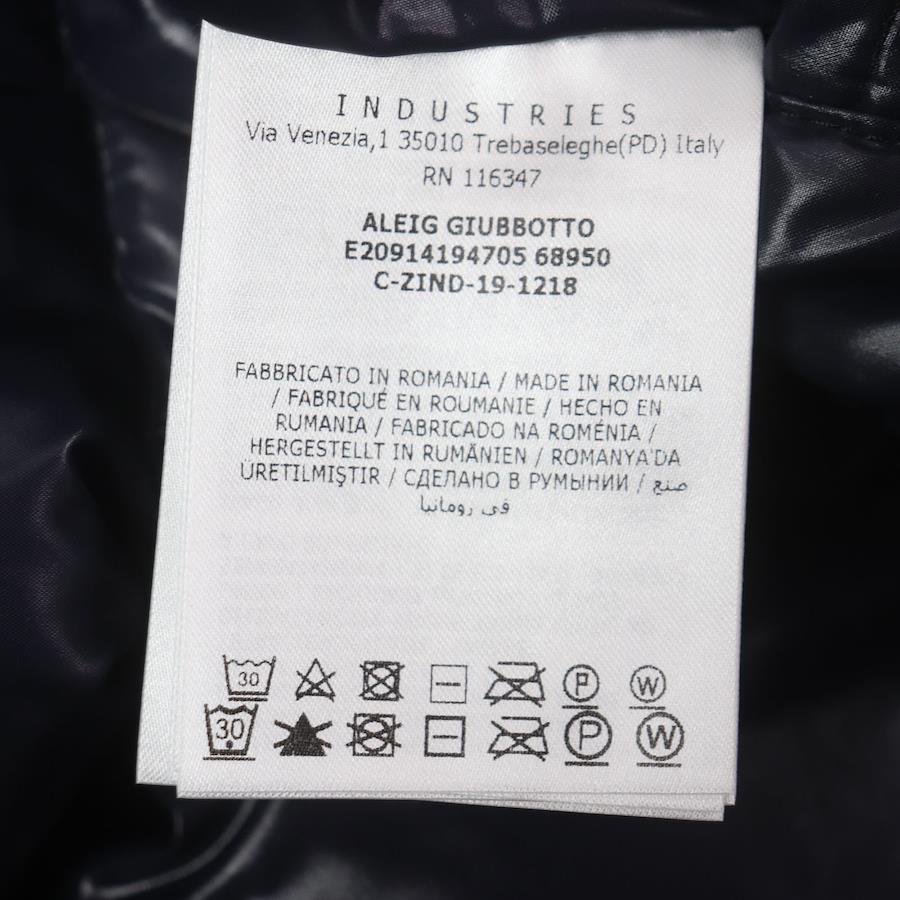 INDUSTRIES
Via Venezia,1 35010 Trebaseleghe(PD) Italy
RN 116347
ALEIG GIUBBOTTO
E20914194705 68950
C-ZIND-19-1218
FABBRICATO IN ROMANIA / MADE IN ROMANIA
/ FABRIQUÉ EN ROUMANIE / HECHO EN
RUMANIA / FABRICADO NA ROMÉNIA /
HERGESTELLT IN RUMÄNIEN / ROMANYA'DA
ÜRETILMIŞTIR / СДЕЛАНО В РУМЫНИИ / صنع
في رومانيا
30 P W
30 P W